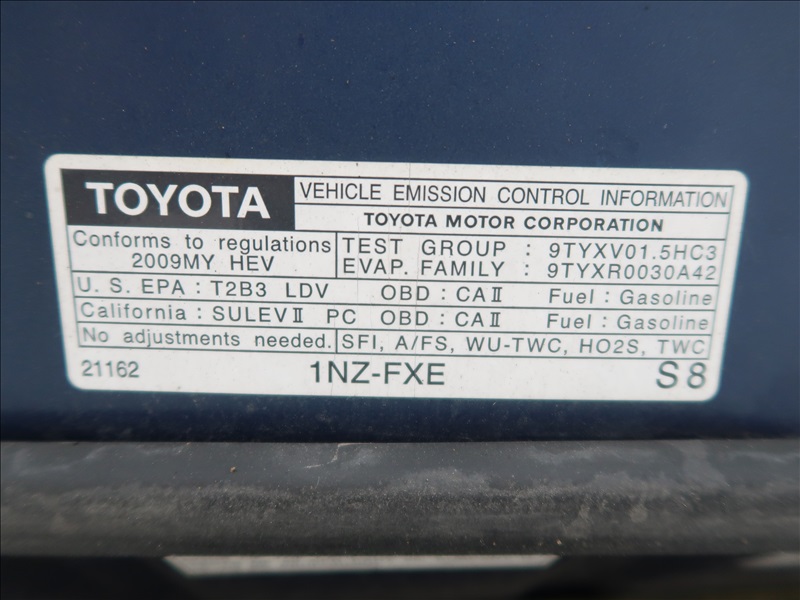 TOYOTA
VEHICLE EMISSION CONTROL INFORMATION
TOYOTA MOTOR CORPORATION
Conforms to regulations
2009MY HEV
TEST GROUP : 9TYXV01.5HC3
EVAP. FAMILY : 9TYXR0030A42
U. S. EPA : T2B3 LDV OBD : CAⅡ Fuel : Gasoline
California : SULEVⅡ PC OBD : CAⅡ Fuel : Gasoline
No adjustments needed. SFI, A/FS, WU-TWC, HO2S, TWC
21162 1NZ-FXE S8